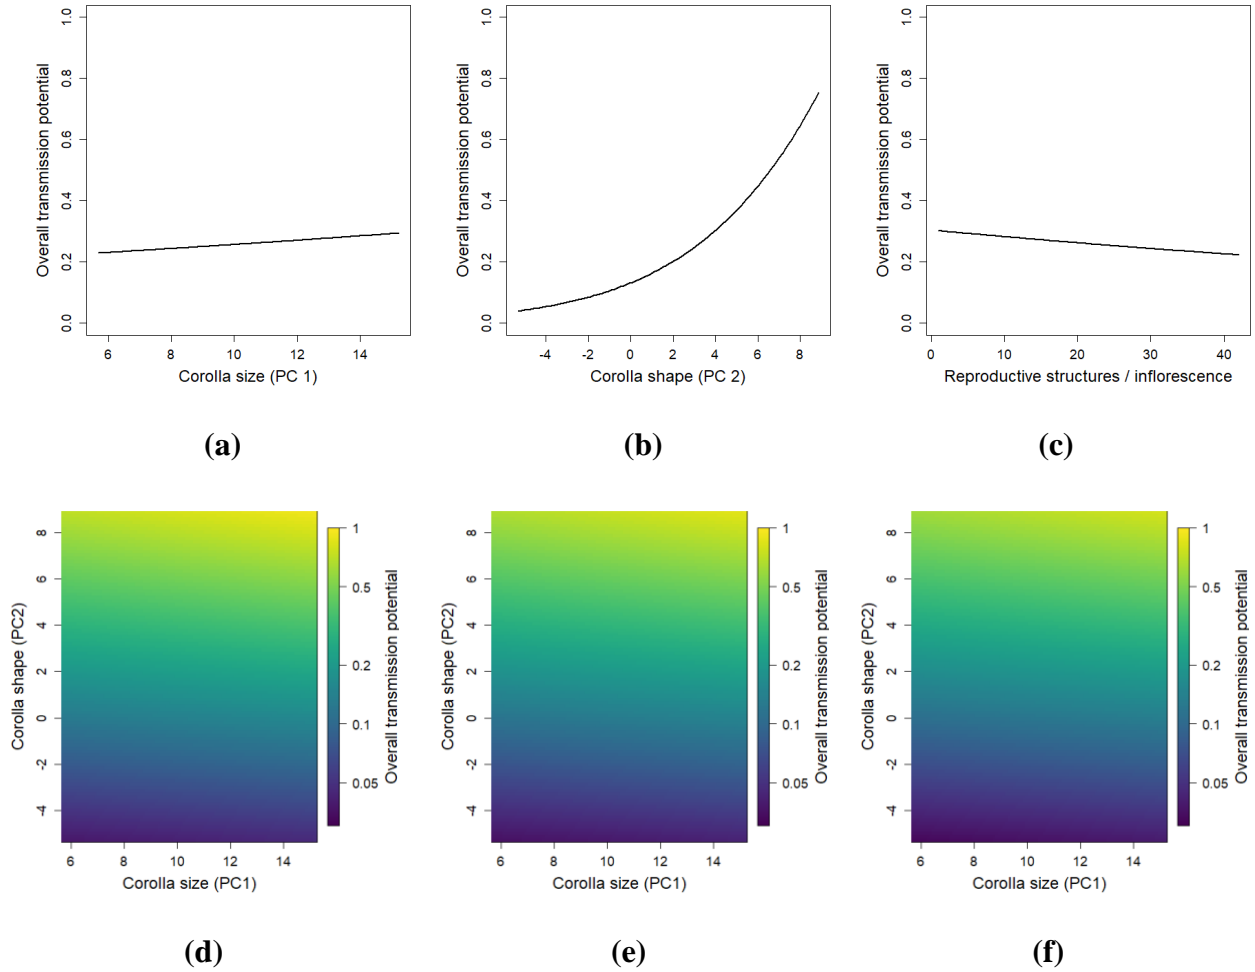 Overall transmission potential
1.0
0.8
0.6
0.4
0.2
0.0
6 8 10 12 14
Corolla size (PC 1)
(a)
Overall transmission potential
1.0
0.8
0.6
0.4
0.2
0.0
-4 -2 0 2 4 6 8
Corolla shape (PC 2)
(b)
Overall transmission potential
1.0
0.8
0.6
0.4
0.2
0.0
0 10 20 30 40
Reproductive structures / inflorescence
(c)
Corolla shape (PC2)
8
6
4
2
0
-2
-4
6 8 10 12 14
Corolla size (PC1)
1
0.5
0.2
0.1
0.05
Overall transmission potential
(d)
Corolla shape (PC2)
8
6
4
2
0
-2
-4
6 8 10 12 14
Corolla size (PC1)
1
0.5
0.2
0.1
0.05
Overall transmission potential
(e)
Corolla shape (PC2)
8
6
4
2
0
-2
-4
6 8 10 12 14
Corolla size (PC1)
1
0.5
0.2
0.1
0.05
Overall transmission potential
(f)